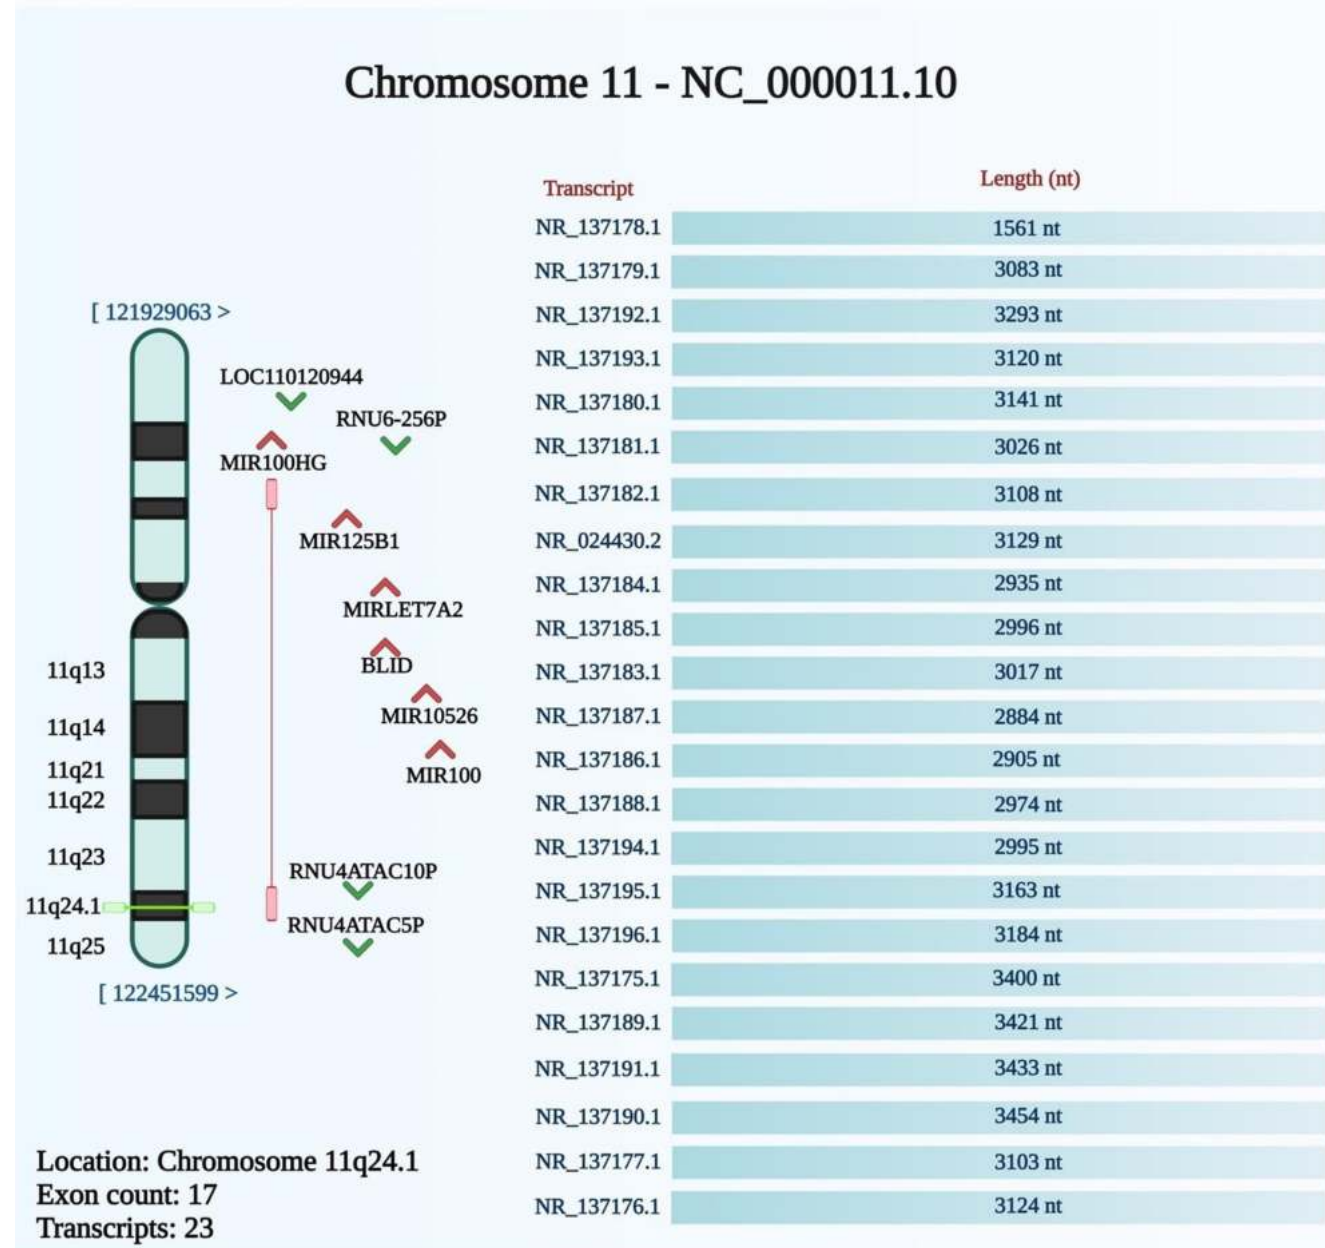 Chromosome 11 - NC_000011.10
[ 121929063 >
LOC110120944
RNU6-256P
MIR100HG
MIR125B1
MIRLET7A2
BLID
MIR10526
MIR100
RNU4ATAC10P
RNU4ATAC5P
11q13
11q14
11q21
11q22
11q23
11q24.1
11q25
[ 122451599 >
Location: Chromosome 11q24.1
Exon count: 17
Transcripts: 23
Transcript Length (nt)
NR_137178.1 1561 nt
NR_137179.1 3083 nt
NR_137192.1 3293 nt
NR_137193.1 3120 nt
NR_137180.1 3141 nt
NR_137181.1 3026 nt
NR_137182.1 3108 nt
NR_024430.2 3129 nt
NR_137184.1 2935 nt
NR_137185.1 2996 nt
NR_137183.1 3017 nt
NR_137187.1 2884 nt
NR_137186.1 2905 nt
NR_137188.1 2974 nt
NR_137194.1 2995 nt
NR_137195.1 3163 nt
NR_137196.1 3184 nt
NR_137175.1 3400 nt
NR_137189.1 3421 nt
NR_137191.1 3433 nt
NR_137190.1 3454 nt
NR_137177.1 3103 nt
NR_137176.1 3124 nt